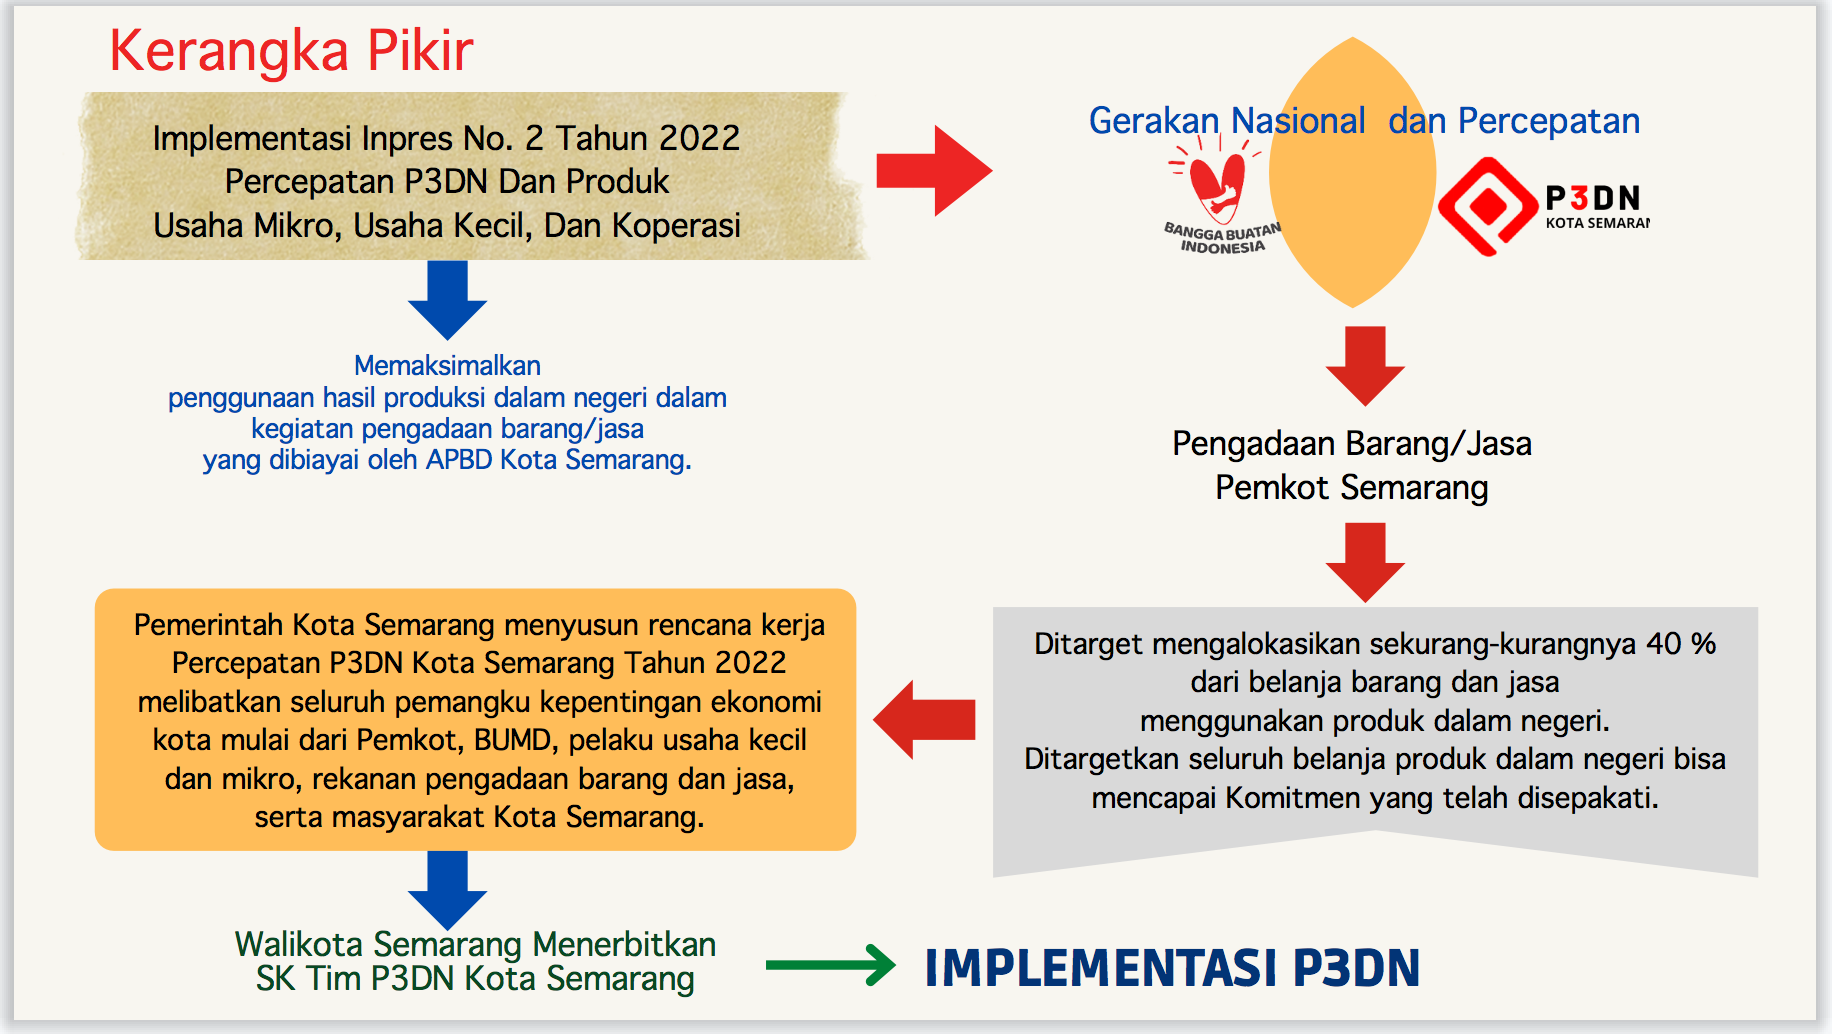 Kerangka Pikir
Implementasi Inpres No. 2 Tahun 2022
Percepatan P3DN Dan Produk
Usaha Mikro, Usaha Kecil, Dan Koperasi
Gerakan Nasional dan Percepatan
BANGGA BUATAN
INDONESIA
P3DN
KOTA SEMARAN
Memaksimalkan
penggunaan hasil produksi dalam negeri dalam
kegiatan pengadaan barang/jasa
yang dibiayai oleh APBD Kota Semarang.
Pengadaan Barang/Jasa
Pemkot Semarang
Ditarget mengalokasikan sekurang-kurangnya 40 %
dari belanja barang dan jasa
menggunakan produk dalam negeri.
Ditargetkan seluruh belanja produk dalam negeri bisa
mencapai Komitmen yang telah disepakati.
Pemerintah Kota Semarang menyusun rencana kerja
Percepatan P3DN Kota Semarang Tahun 2022
melibatkan seluruh pemangku kepentingan ekonomi
kota mulai dari Pemkot, BUMD, pelaku usaha kecil
dan mikro, rekanan pengadaan barang dan jasa,
serta masyarakat Kota Semarang.
Walikota Semarang Menerbitkan
SK Tim P3DN Kota Semarang
IMPLEMENTASI P3DN